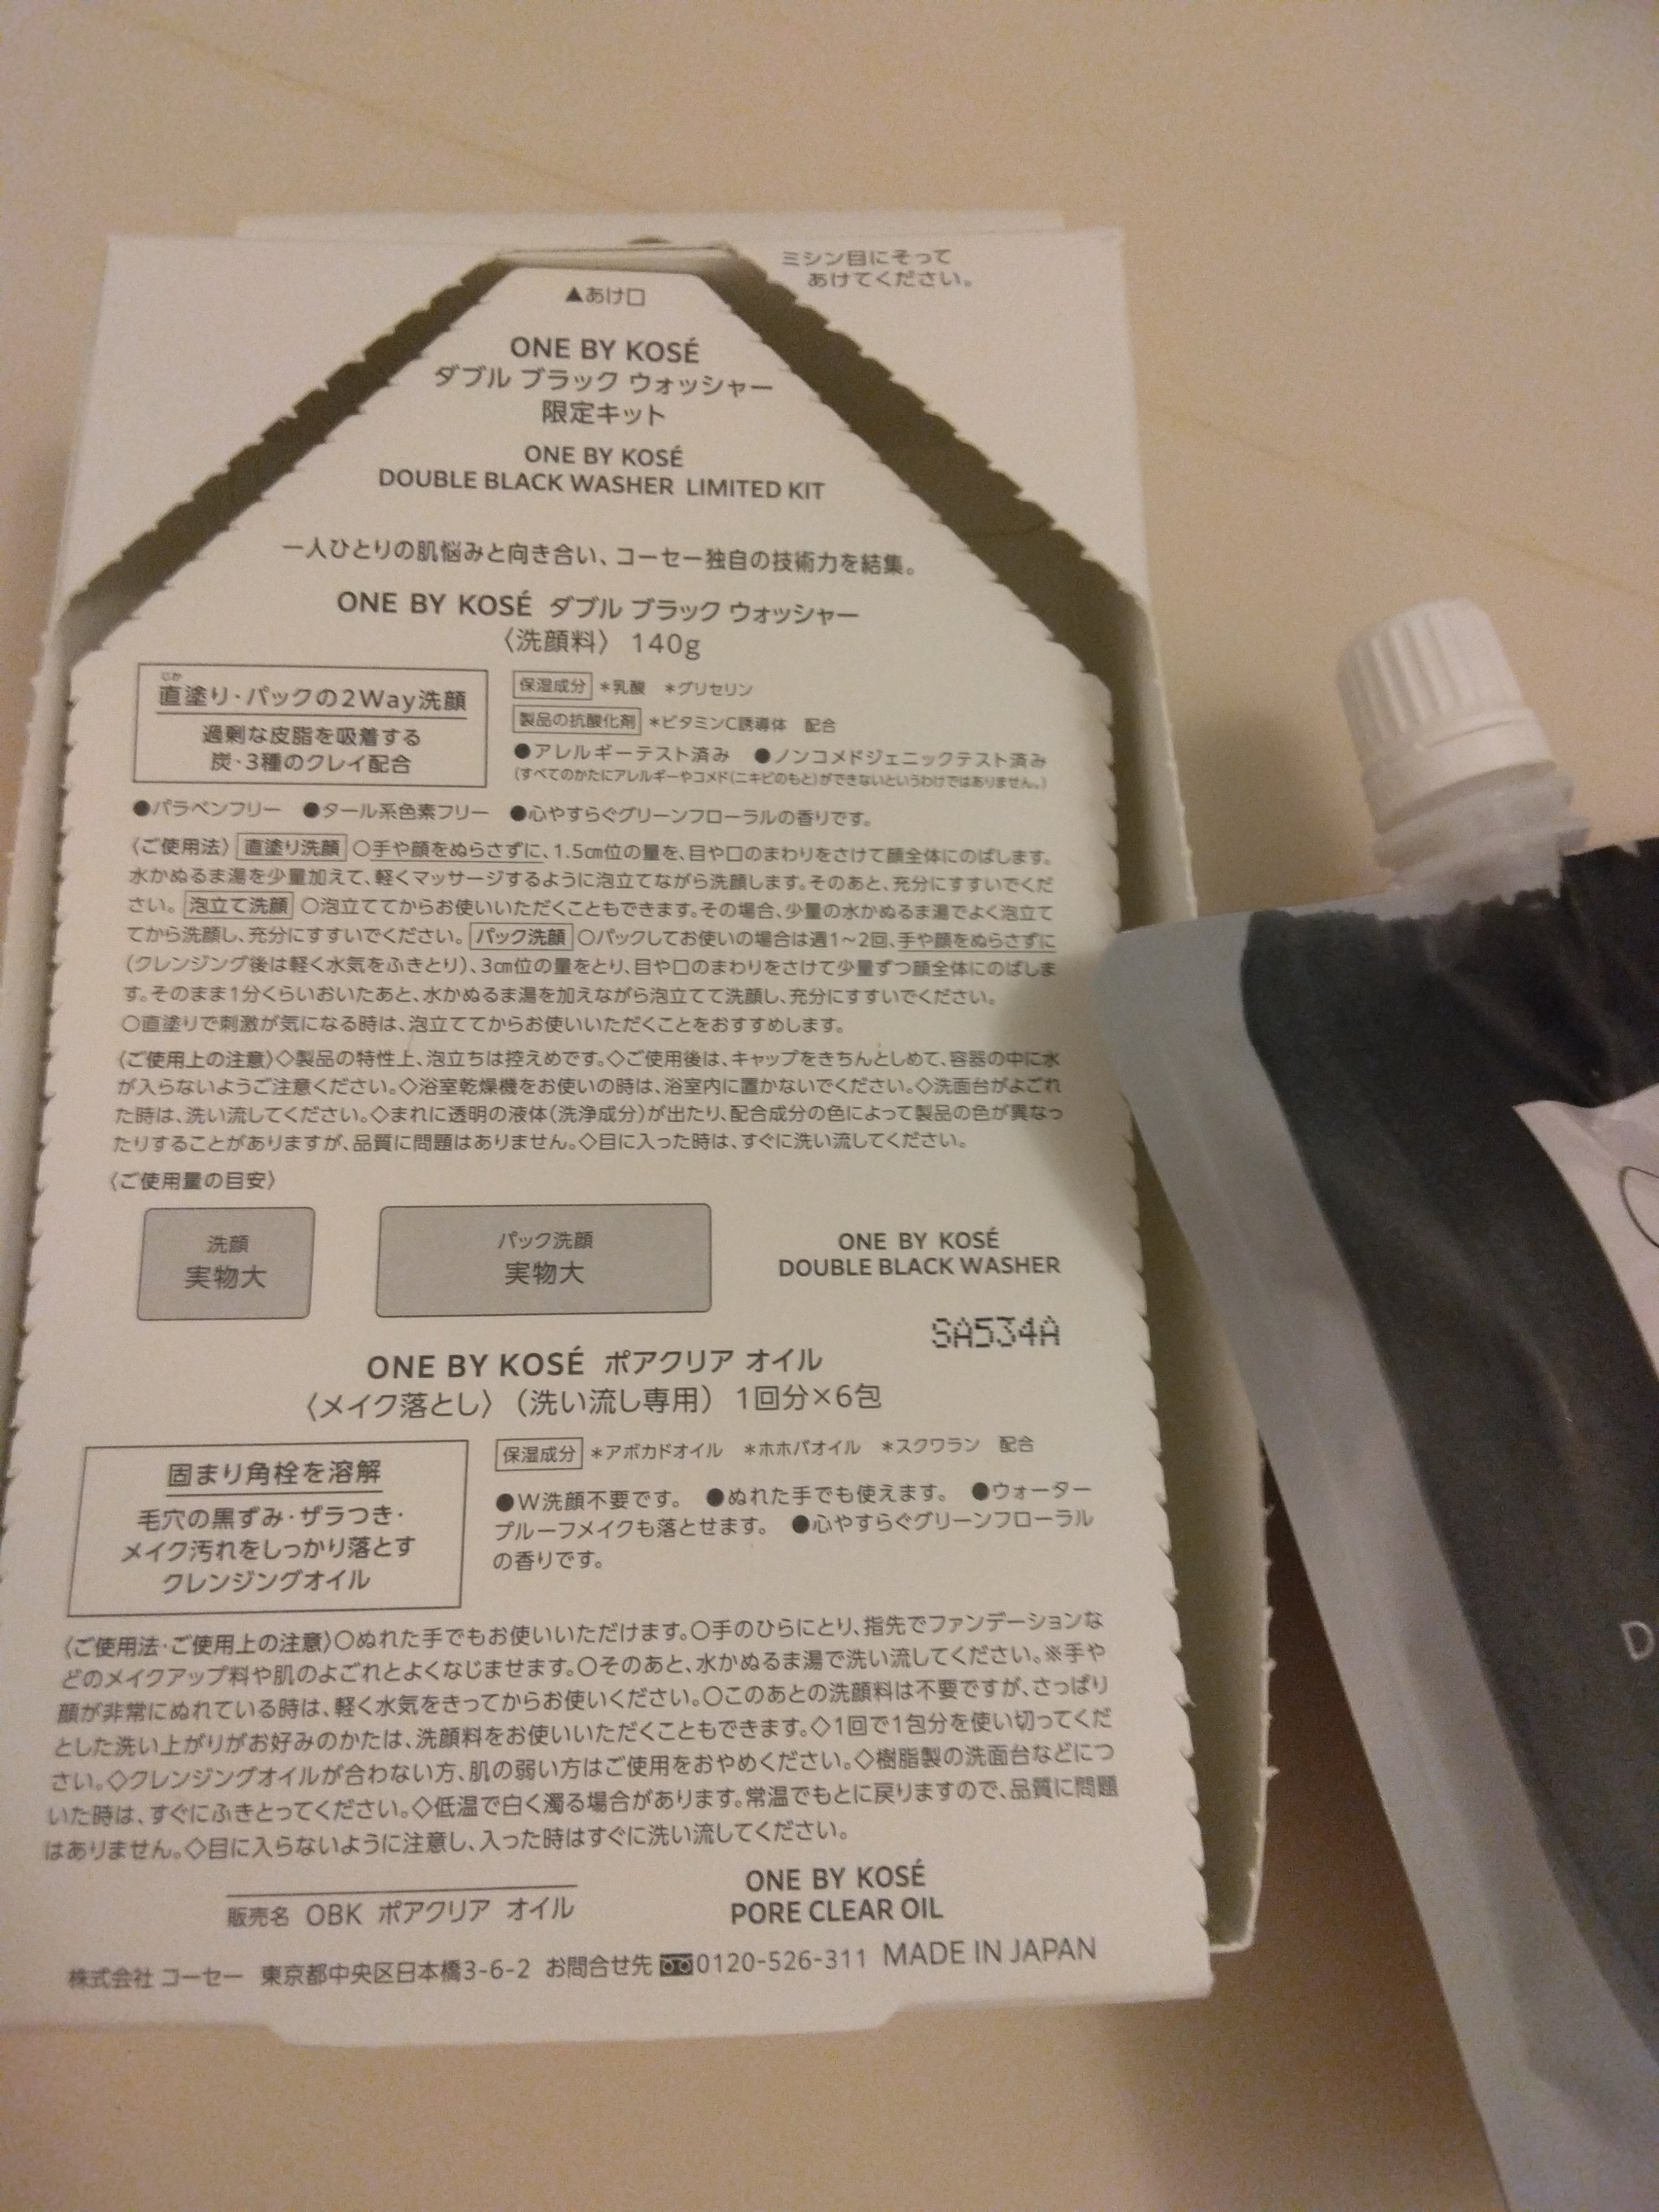 ミシン目にそって
あけてください。
▲あけ口
ONE BY KOSÉ
ダブル ブラック ウォッシャー
限定キット
ONE BY KOSÉ
DOUBLE BLACK WASHER LIMITED KIT
一人ひとりの肌悩みと向き合い、コーセー独自の技術力を結集。
ONE BY KOSÉ ダブル ブラック ウォッシャー
〈洗顔料〉 140g
じか
直塗り・パックの2Way洗顔
過剰な皮脂を吸着する
炭・3種のクレイ配合
保湿成分 *乳酸 *グリセリン
製品の抗酸化剤 *ビタミンC誘導体 配合
●アレルギーテスト済み ●ノンコメドジェニックテスト済み
(すべてのかたにアレルギーやコメド(ニキビのもと)ができないというわけではありません。)
●パラベンフリー ●タール系色素フリー ●心やすらぐグリーンフローラルの香りです。
〈ご使用法〉 直塗り洗顔 ○手や顔をぬらさずに、1.5㎝位の量を、目や口のまわりをさけて顔全体にのばします。
水かぬるま湯を少量加えて、軽くマッサージするように泡立てながら洗顔します。そのあと、充分にすすいでくだ
さい。 泡立て洗顔 ○泡立ててからお使いいただくこともできます。その場合、少量の水かぬるま湯でよく泡立て
てから洗顔し、充分にすすいでください。 パック洗顔 ○パックしてお使いの場合は週1~2回、手や顔をぬらさずに
(クレンジング後は軽く水気をふきとり)、3㎝位の量をとり、目や口のまわりをさけて少量ずつ顔全体にのばしま
す。そのまま1分くらいおいたあと、水かぬるま湯を加えながら泡立てて洗顔し、充分にすすいでください。
○直塗りで刺激が気になる時は、泡立ててからお使いいただくことをおすすめします。
〈ご使用上の注意〉◇製品の特性上、泡立ちは控えめです。◇ご使用後は、キャップをきちんとしめて、容器の中に水
が入らないようご注意ください。◇浴室乾燥機をお使いの時は、浴室内に置かないでください。◇洗面台がよごれ
た時は、洗い流してください。◇まれに透明の液体(洗浄成分)が出たり、配合成分の色によって製品の色が異なっ
たりすることがありますが、品質に問題はありません。◇目に入った時は、すぐに洗い流してください。
〈ご使用量の目安〉
洗顔
実物大
パック洗顔
実物大
ONE BY KOSÉ
DOUBLE BLACK WASHER
SA534A
ONE BY KOSÉ ポアクリア オイル
〈メイク落とし〉(洗い流し専用) 1回分×6包
固まり角栓を溶解
毛穴の黒ずみ・ザラつき・
メイク汚れをしっかり落とす
クレンジングオイル
保湿成分 *アボカドオイル *ホホバオイル *スクワラン 配合
●W洗顔不要です。 ●ぬれた手でも使えます。 ●ウォーター
プルーフメイクも落とせます。 ●心やすらぐグリーンフローラル
の香りです。
〈ご使用法・ご使用上の注意〉○ぬれた手でもお使いいただけます。○手のひらにとり、指先でファンデーションな
どのメイクアップ料や肌のよごれとよくなじませます。○そのあと、水かぬるま湯で洗い流してください。※手や
顔が非常にぬれている時は、軽く水気をきってからお使いください。○このあとの洗顔料は不要ですが、さっぱり
とした洗い上がりがお好みのかたは、洗顔料をお使いいただくこともできます。◇1回で1包分を使い切ってくだ
さい。◇クレンジングオイルが合わない方、肌の弱い方はご使用をおやめください。◇樹脂製の洗面台などにつ
いた時は、すぐにふきとってください。◇低温で白く濁る場合があります。常温でもとに戻りますので、品質に問題
はありません。◇目に入らないように注意し、入った時はすぐに洗い流してください。
販売名 OBK ポアクリア オイル
ONE BY KOSÉ
PORE CLEAR OIL
株式会社 コーセー 東京都中央区日本橋3-6-2 お問合せ先 0120-526-311 MADE IN JAPAN
D